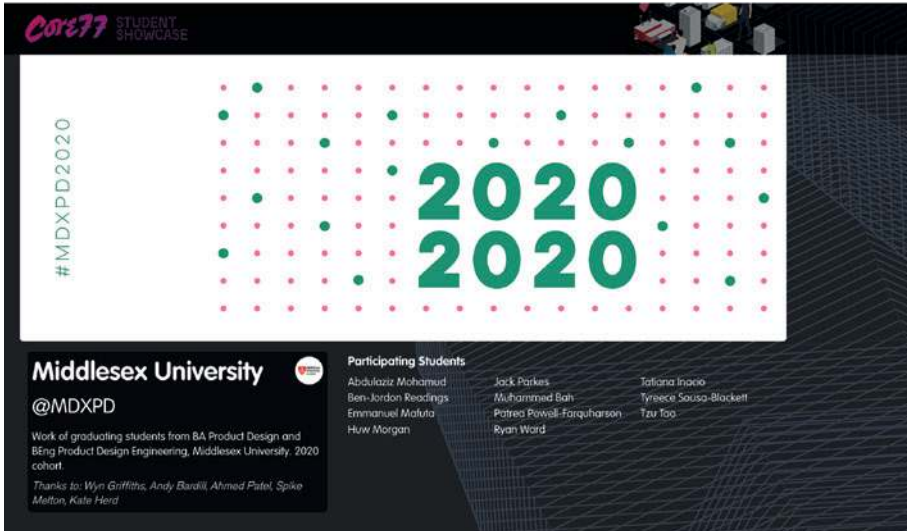 Core77 STUDENT
SHOWCASE
#MDXPD2020
2020
2020
Middlesex University
@MDXPD
Work of graduating students from BA Product Design and
BEng Product Design Engineering, Middlesex University. 2020
cohort.
Thanks to: Wyn Griffiths, Andy Bardill, Ahmed Patel, Spike
Melton, Kate Herd
Participating Students
Abdulaziz Mohamud
Ben-Jordon Readings
Emmanuel Mafuta
Huw Morgan
Jack Parkes
Muhammed Bah
Patrea Powell-Farquharson
Ryan Ward
Tatiana Inacio
Tyreece Sousa-Blackett
Tzu Tao